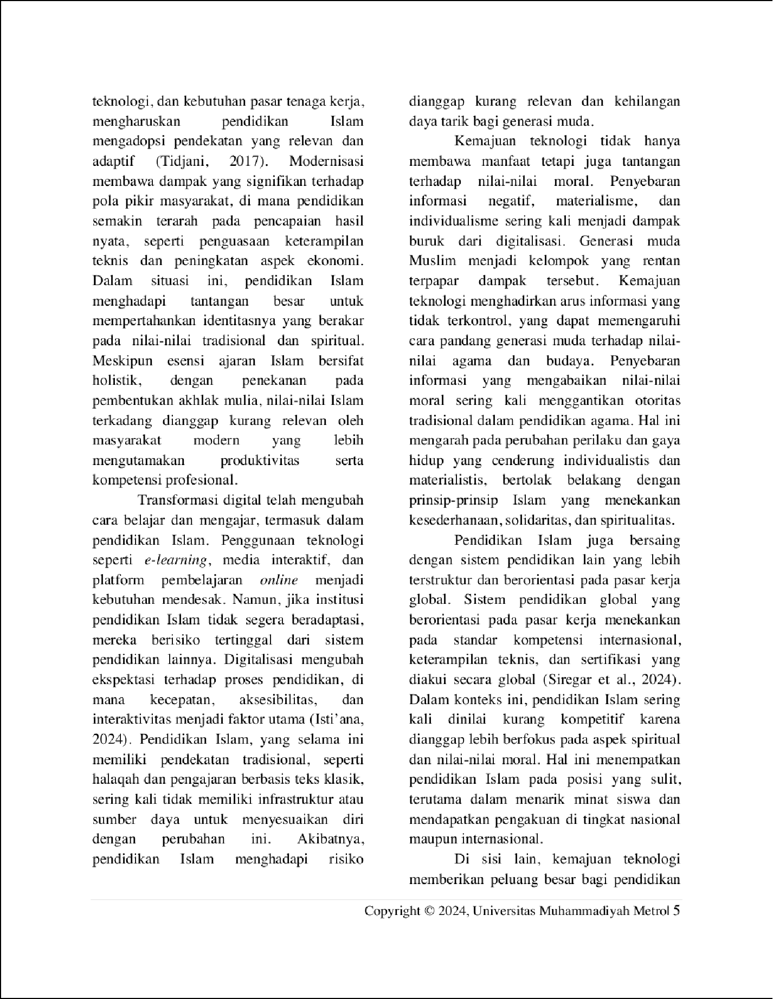 teknologi, dan kebutuhan pasar tenaga kerja,
mengharuskan pendidikan Islam
mengadopsi pendekatan yang relevan dan
adaptif (Tidjani, 2017). Modernisasi
membawa dampak yang signifikan terhadap
pola pikir masyarakat, di mana pendidikan
semakin terarah pada pencapaian hasil
nyata, seperti penguasaan keterampilan
teknis dan peningkatan aspek ekonomi.
Dalam situasi ini, pendidikan Islam
menghadapi tantangan besar untuk
mempertahankan identitasnya yang berakar
pada nilai-nilai tradisional dan spiritual.
Meskipun esensi ajaran Islam bersifat
holistik, dengan penekanan pada
pembentukan akhlak mulia, nilai-nilai Islam
terkadang dianggap kurang relevan oleh
masyarakat modern yang lebih
mengutamakan produktivitas serta
kompetensi profesional.
Transformasi digital telah mengubah
cara belajar dan mengajar, termasuk dalam
pendidikan Islam. Penggunaan teknologi
seperti e-learning, media interaktif, dan
platform pembelajaran online menjadi
kebutuhan mendesak. Namun, jika institusi
pendidikan Islam tidak segera beradaptasi,
mereka berisiko tertinggal dari sistem
pendidikan lainnya. Digitalisasi mengubah
ekspektasi terhadap proses pendidikan, di
mana kecepatan, aksesibilitas, dan
interaktivitas menjadi faktor utama (Isti’ana,
2024). Pendidikan Islam, yang selama ini
memiliki pendekatan tradisional, seperti
halaqah dan pengajaran berbasis teks klasik,
sering kali tidak memiliki infrastruktur atau
sumber daya untuk menyesuaikan diri
dengan perubahan ini. Akibatnya,
pendidikan Islam menghadapi risiko
dianggap kurang relevan dan kehilangan
daya tarik bagi generasi muda.
Kemajuan teknologi tidak hanya
membawa manfaat tetapi juga tantangan
terhadap nilai-nilai moral. Penyebaran
informasi negatif, materialisme, dan
individualisme sering kali menjadi dampak
buruk dari digitalisasi. Generasi muda
Muslim menjadi kelompok yang rentan
terpapar dampak tersebut. Kemajuan
teknologi menghadirkan arus informasi yang
tidak terkontrol, yang dapat memengaruhi
cara pandang generasi muda terhadap nilai-
nilai agama dan budaya. Penyebaran
informasi yang mengabaikan nilai-nilai
moral sering kali menggantikan otoritas
tradisional dalam pendidikan agama. Hal ini
mengarah pada perubahan perilaku dan gaya
hidup yang cenderung individualistis dan
materialistis, bertolak belakang dengan
prinsip-prinsip Islam yang menekankan
kesederhanaan, solidaritas, dan spiritualitas.
Pendidikan Islam juga bersaing
dengan sistem pendidikan lain yang lebih
terstruktur dan berorientasi pada pasar kerja
global. Sistem pendidikan global yang
berorientasi pada pasar kerja menekankan
pada standar kompetensi internasional,
keterampilan teknis, dan sertifikasi yang
diakui secara global (Siregar et al., 2024).
Dalam konteks ini, pendidikan Islam sering
kali dinilai kurang kompetitif karena
dianggap lebih berfokus pada aspek spiritual
dan nilai-nilai moral. Hal ini menempatkan
pendidikan Islam pada posisi yang sulit,
terutama dalam menarik minat siswa dan
mendapatkan pengakuan di tingkat nasional
maupun internasional.
Di sisi lain, kemajuan teknologi
memberikan peluang besar bagi pendidikan
Copyright © 2024, Universitas Muhammadiyah Metro| 5